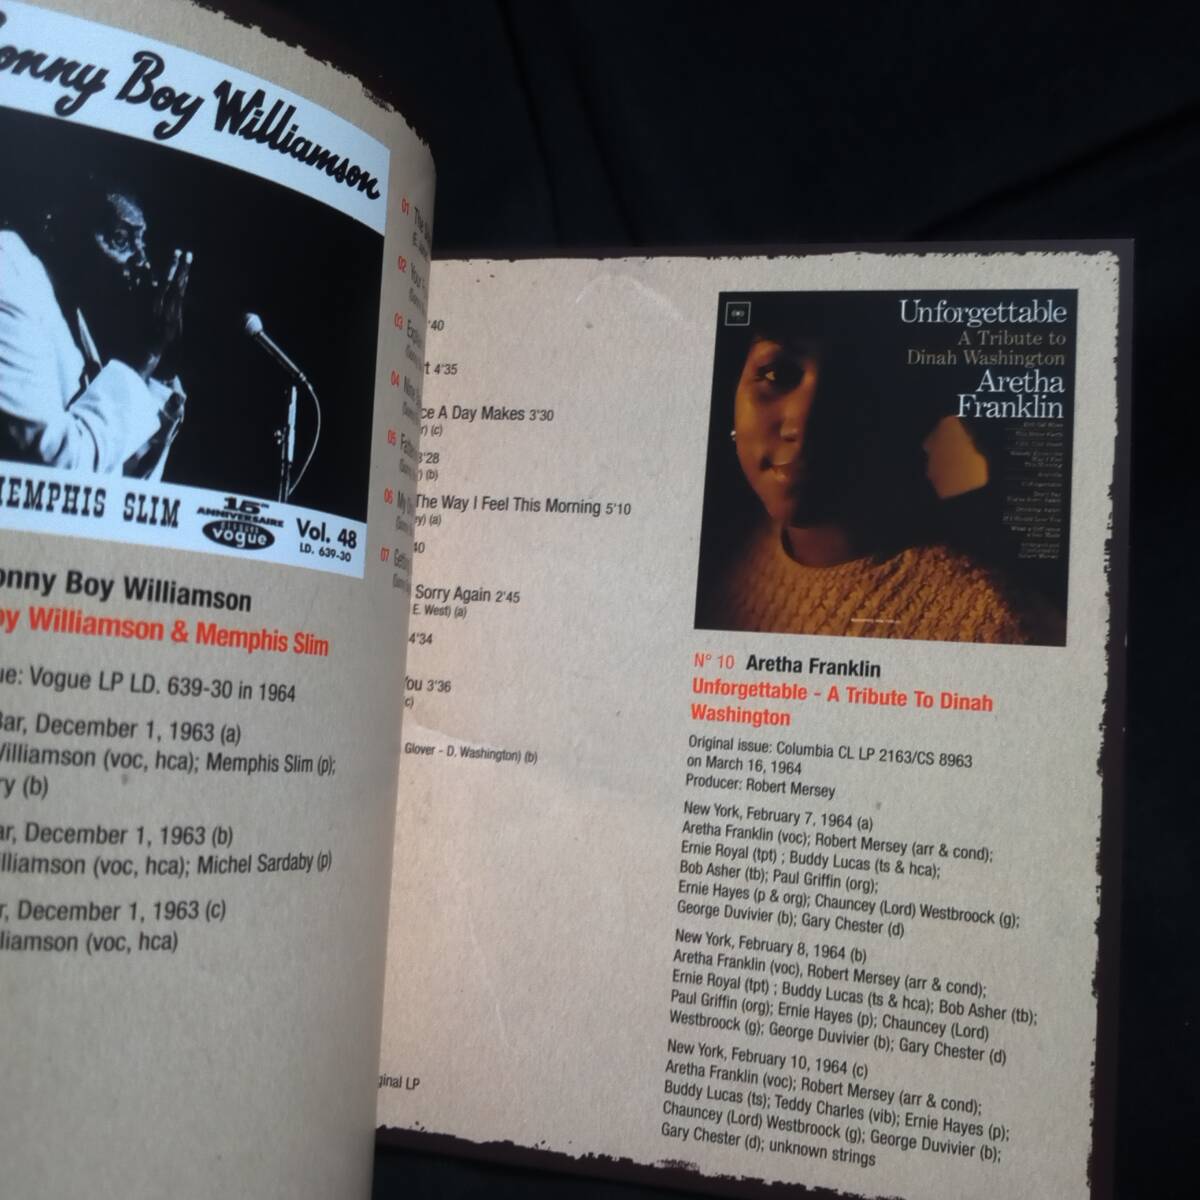 onny Boy Williamson
MEMPHIS SLIM
15me
ANNIVERSAIRE
vogue
Vol. 48
LD. 639-30
onny Boy Williamson
oy Williamson & Memphis Slim
ue: Vogue LP LD. 639-30 in 1964
Bar, December 1, 1963 (a)
Williamson (voc, hca); Memphis Slim (p);
ry (b)
ar, December 1, 1963 (b)
illiamson (voc, hca); Michel Sardaby (p)
r, December 1, 1963 (c)
liamson (voc, hca)
01
02
03
04
05
06 My
07
'40
t 4'35
ce A Day Makes 3'30
r) (c)
3'28
) (b)
The Way I Feel This Morning 5'10
ey) (a)
40
Sorry Again 2'45
E. West) (a)
4'34
You 3'36
c)
Glover - D. Washington) (b)
ginal LP
Unforgettable
A Tribute to
Dinah Washington
Aretha
Franklin
N° 10 Aretha Franklin
Unforgettable - A Tribute To Dinah
Washington
Original issue: Columbia CL LP 2163/CS 8963
on March 16, 1964
Producer: Robert Mersey
New York, February 7, 1964 (a)
Aretha Franklin (voc); Robert Mersey (arr & cond);
Ernie Royal (tpt) ; Buddy Lucas (ts & hca);
Bob Asher (tb); Paul Griffin (org);
Ernie Hayes (p & org); Chauncey (Lord) Westbroock (g);
George Duvivier (b); Gary Chester (d)
New York, February 8, 1964 (b)
Aretha Franklin (voc), Robert Mersey (arr & cond);
Ernie Royal (tpt) ; Buddy Lucas (ts & hca); Bob Asher (tb);
Paul Griffin (org); Ernie Hayes (p); Chauncey (Lord)
Westbroock (g); George Duvivier (b); Gary Chester (d)
New York, February 10, 1964 (c)
Aretha Franklin (voc); Robert Mersey (arr & cond);
Buddy Lucas (ts); Teddy Charles (vib); Ernie Hayes (p);
Chauncey (Lord) Westbroock (g); George Duvivier (b);
Gary Chester (d); unknown strings